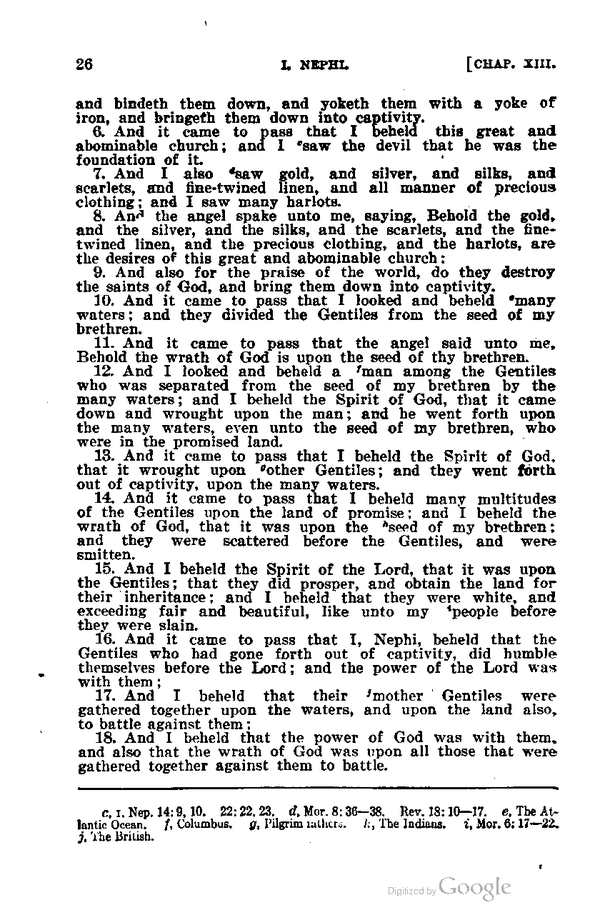 26 I. NEPHI. [CHAP. XIII.
and bindeth them down, and yoketh them with a yoke of
iron, and bringeth them down into captivity.
6. And it came to pass that I beheld this great and
abominable church; and I ᶜsaw the devil that he was the
foundation of it.
7. And I also ᵈsaw gold, and silver, and silks, and
scarlets, and fine-twined linen, and all manner of precious
clothing; and I saw many harlots.
8. And the angel spake unto me, saying, Behold the gold,
and the silver, and the silks, and the scarlets, and the fine-
twined linen, and the precious clothing, and the harlots, are
the desires of this great and abominable church:
9. And also for the praise of the world, do they destroy
the saints of God, and bring them down into captivity.
10. And it came to pass that I looked and beheld ᵉmany
waters; and they divided the Gentiles from the seed of my
brethren.
11. And it came to pass that the angel said unto me,
Behold the wrath of God is upon the seed of thy brethren.
12. And I looked and beheld a ᶠman among the Gentiles
who was separated from the seed of my brethren by the
many waters; and I beheld the Spirit of God, that it came
down and wrought upon the man; and he went forth upon
the many waters, even unto the seed of my brethren, who
were in the promised land.
13. And it came to pass that I beheld the Spirit of God,
that it wrought upon ᵍother Gentiles; and they went forth
out of captivity, upon the many waters.
14. And it came to pass that I beheld many multitudes
of the Gentiles upon the land of promise; and I beheld the
wrath of God, that it was upon the ʰseed of my brethren;
and they were scattered before the Gentiles, and were
smitten.
15. And I beheld the Spirit of the Lord, that it was upon
the Gentiles; that they did prosper, and obtain the land for
their inheritance; and I beheld that they were white, and
exceeding fair and beautiful, like unto my ⁱpeople before
they were slain.
16. And it came to pass that I, Nephi, beheld that the
Gentiles who had gone forth out of captivity, did humble
themselves before the Lord; and the power of the Lord was
with them;
17. And I beheld that their ʲmother Gentiles were
gathered together upon the waters, and upon the land also,
to battle against them;
18. And I beheld that the power of God was with them,
and also that the wrath of God was upon all those that were
gathered together against them to battle.
c, 1. Nep. 14: 9, 10. 22: 22, 23. d, Mor. 8: 36—38. Rev. 18: 10—17. e, The At-
lantic Ocean. f, Columbus. g, Pilgrim fathers. h, The Indians. i, Mor. 6: 17—22.
j, The British.
Digitized by Google